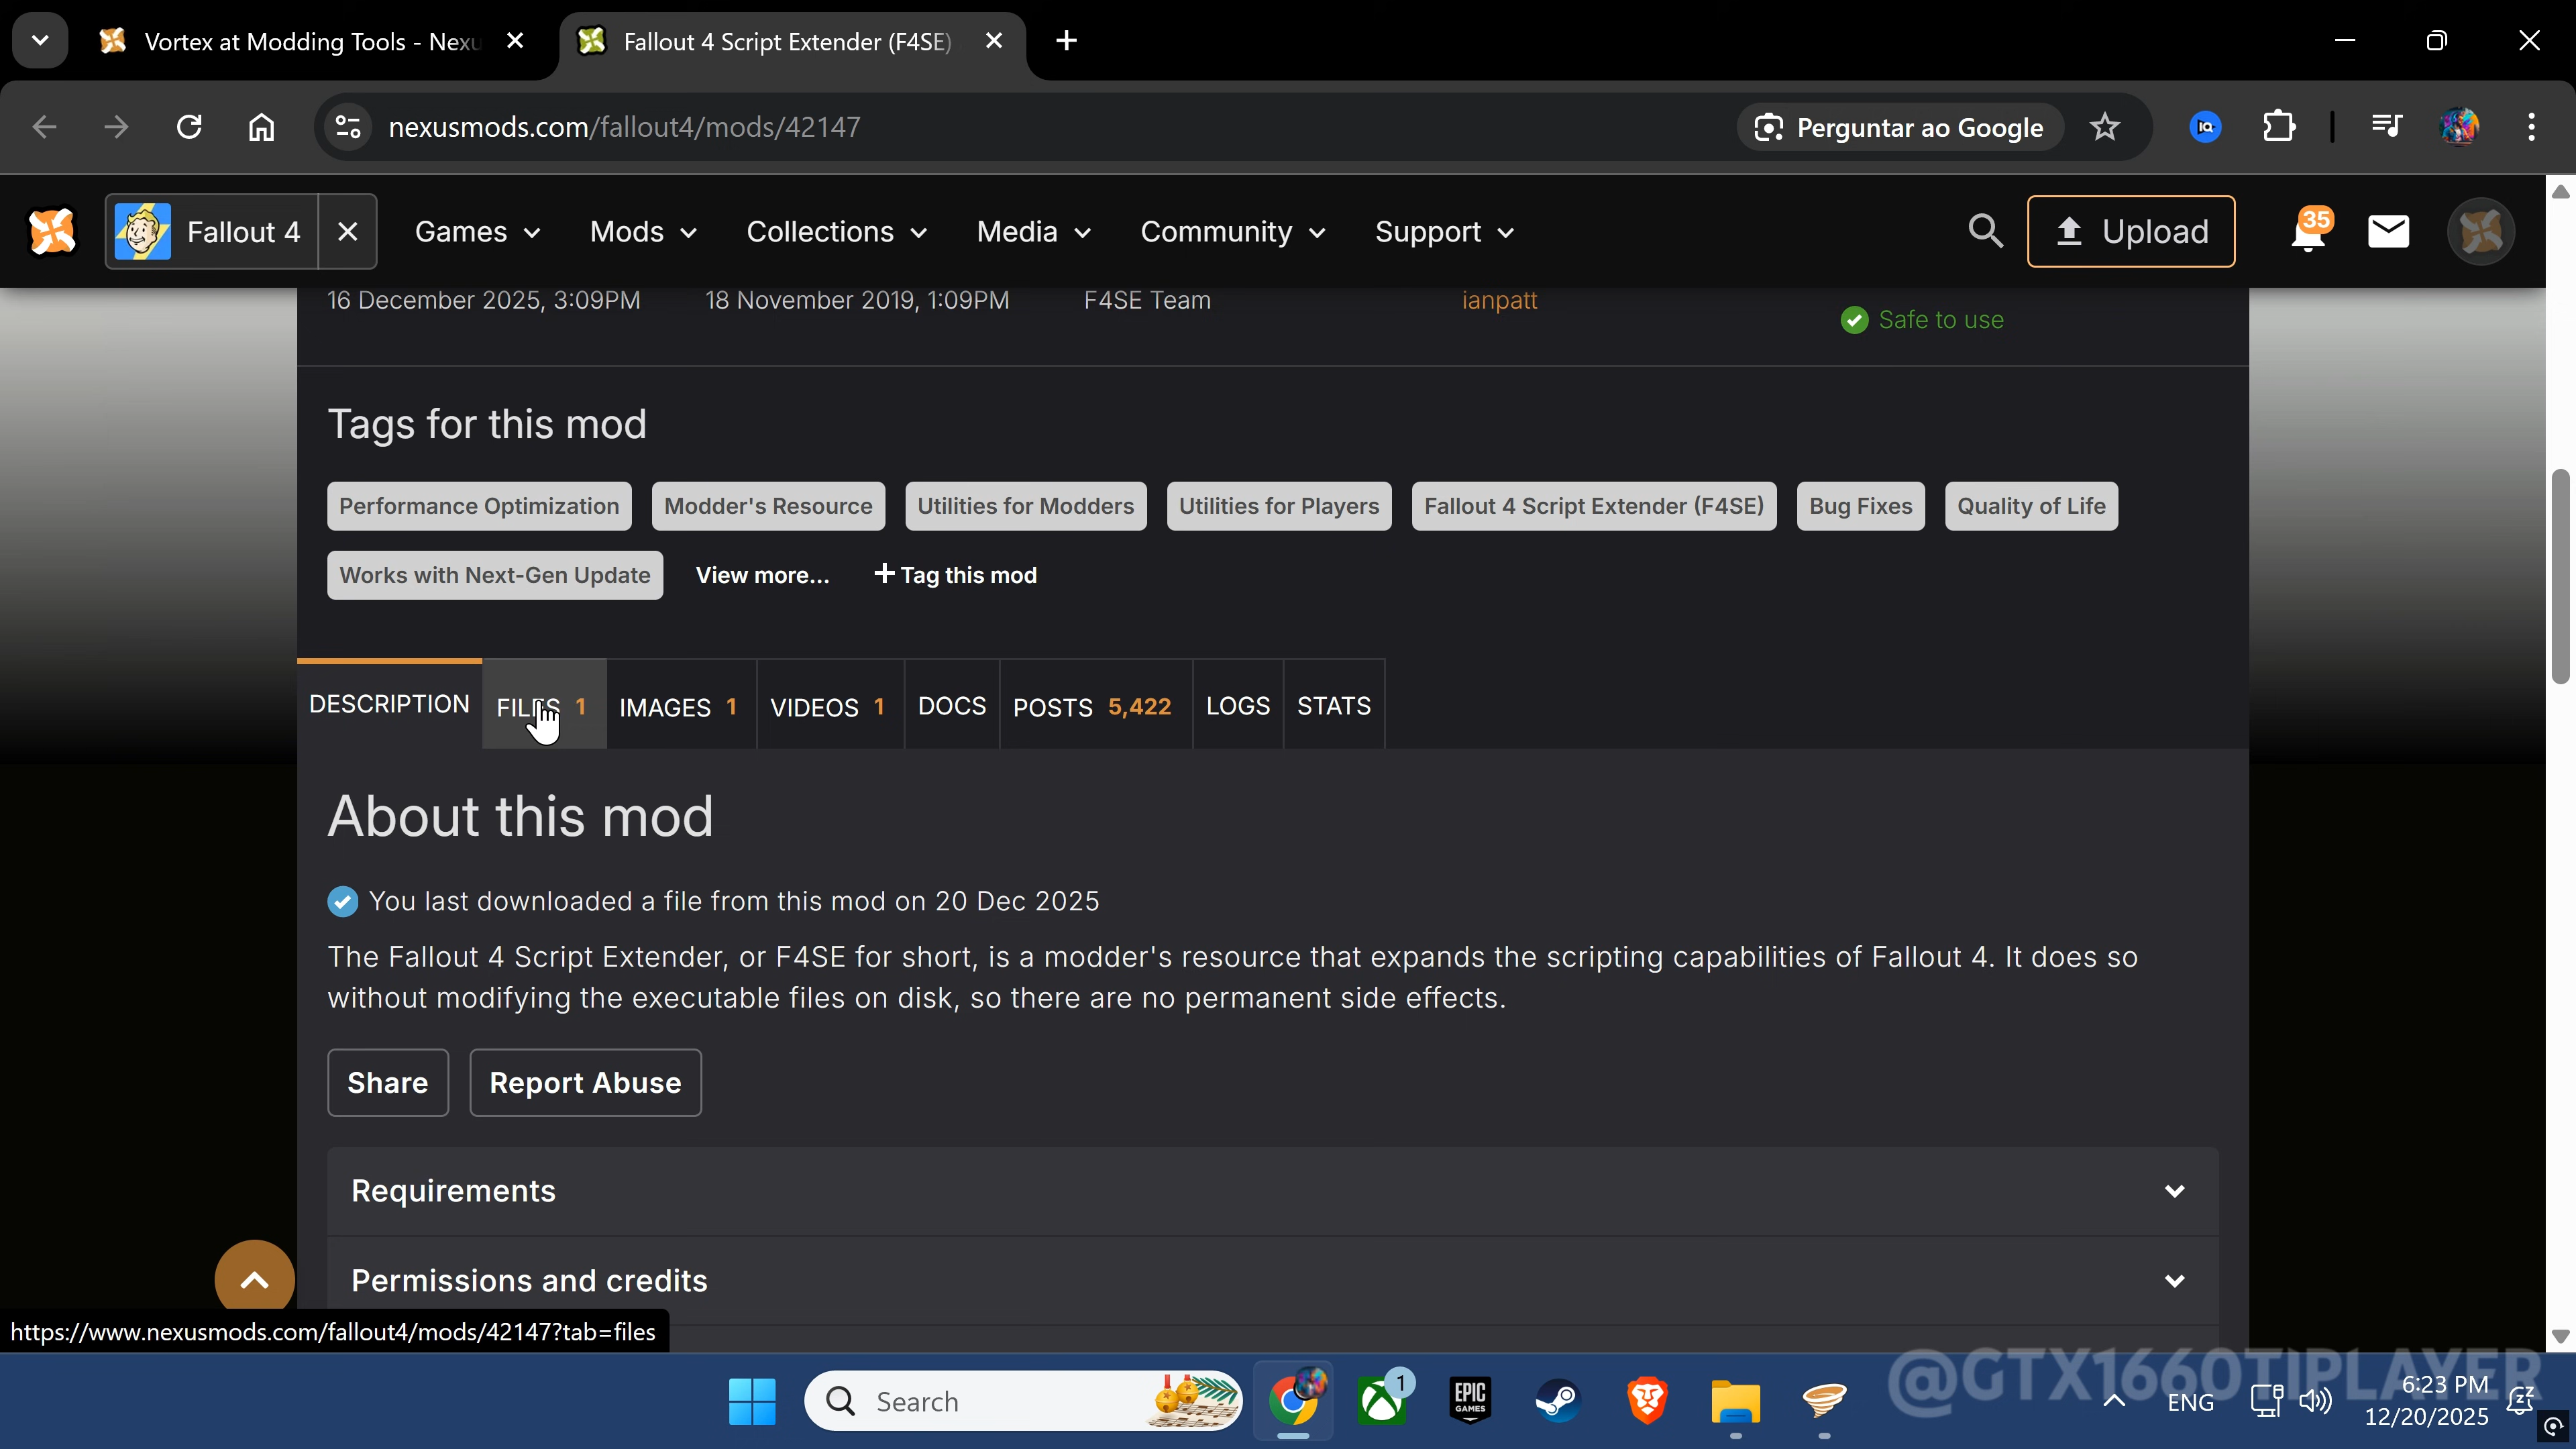 Vortex at Modding Tools - Nexu
Fallout 4 Script Extender (F4SE)
nexusmods.com/fallout4/mods/42147
Perguntar ao Google
Fallout 4
Games
Mods
Collections
Media
Community
Support
Upload
35
16 December 2025, 3:09PM
18 November 2019, 1:09PM
F4SE Team
ianpatt
Safe to use
Tags for this mod
Performance Optimization
Modder's Resource
Utilities for Modders
Utilities for Players
Fallout 4 Script Extender (F4SE)
Bug Fixes
Quality of Life
Works with Next-Gen Update
View more...
Tag this mod
DESCRIPTION
FILES 1
IMAGES 1
VIDEOS 1
DOCS
POSTS 5,422
LOGS
STATS
About this mod
You last downloaded a file from this mod on 20 Dec 2025
The Fallout 4 Script Extender, or F4SE for short, is a modder's resource that expands the scripting capabilities of Fallout 4. It does so
without modifying the executable files on disk, so there are no permanent side effects.
Share
Report Abuse
Requirements
Permissions and credits
https://www.nexusmods.com/fallout4/mods/42147?tab=files
Search
1
EPIC
GAMES
@GTX1660TIPLAYER
ENG
6:23 PM
12/20/2025